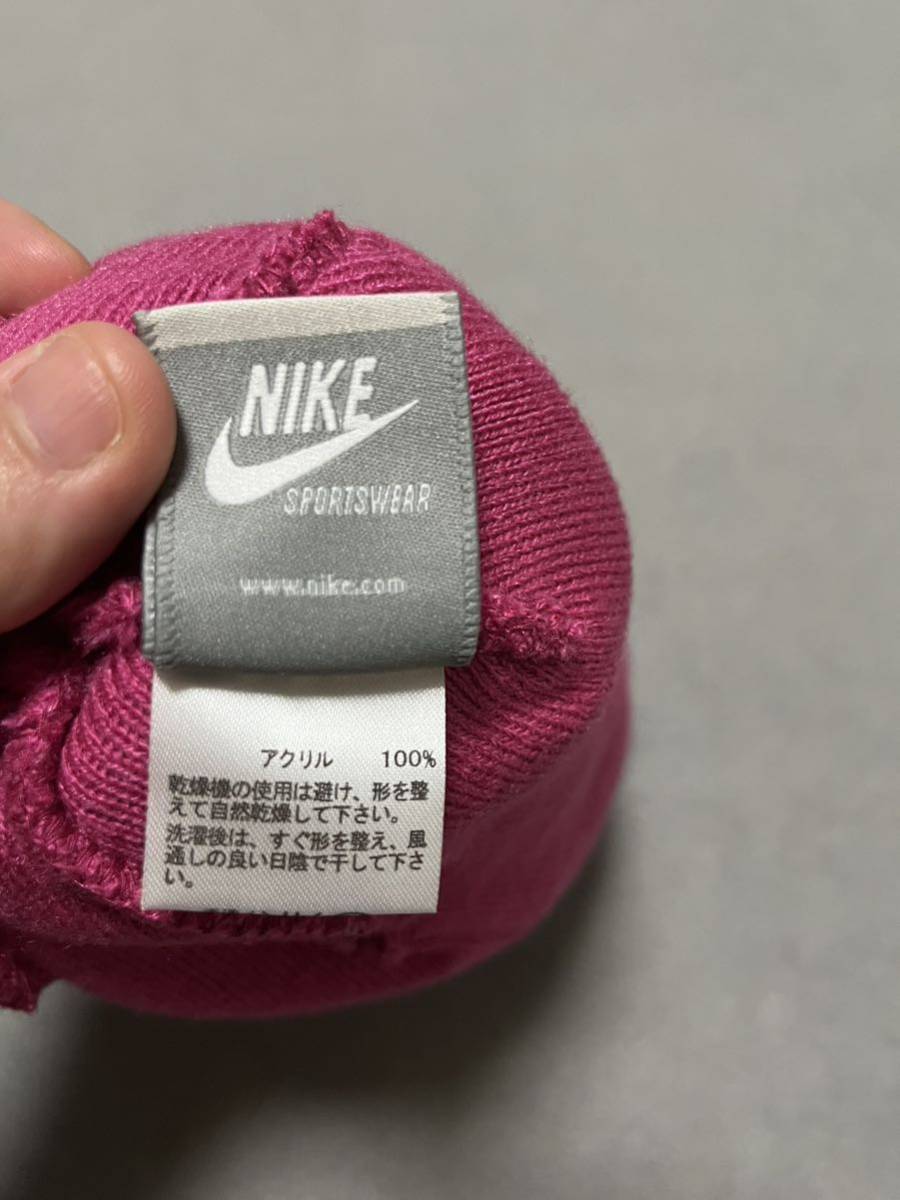 NIKE
SPORTSWEAR
www.nike.com
アクリル 100%
乾燥機の使用は避け、形を整
えて自然乾燥して下さい。
洗濯後は、すぐ形を整え、風
通しの良い日陰で干して下さ
い。